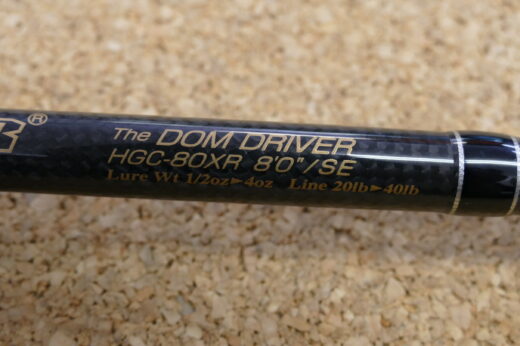 R®
The DOM DRIVER
HGC-80XR 8'0"/SE
Lure Wt 1/2oz►4oz Line 20lb►40lb